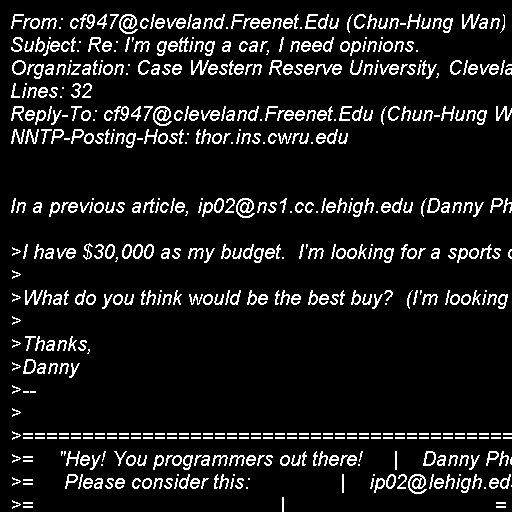 From: cf947@cleveland.Freenet.Edu (Chun-Hung Wan)
Subject: Re: I'm getting a car, I need opinions.
Organization: Case Western Reserve University,
Lines: 32
Reply-To: cf947@cleveland.Freenet.Edu (Chun-Hung
NNTP-Posting-Host: thor.ins.cwru.edu
In a previous article, ip02@ns1.cc.lehigh.edu (Danny
>I have $30,000 as my budget.  I'm looking for a sports
>
>What do you think would be the best buy?  (I'm looking
>
>Thanks,
>Danny
>--
>
>=========================================
>=    "Hey! You programmers out there!     |    Danny
>=     Please consider this:               |    ip02@lehigh.ed
>=                                         |                                   =